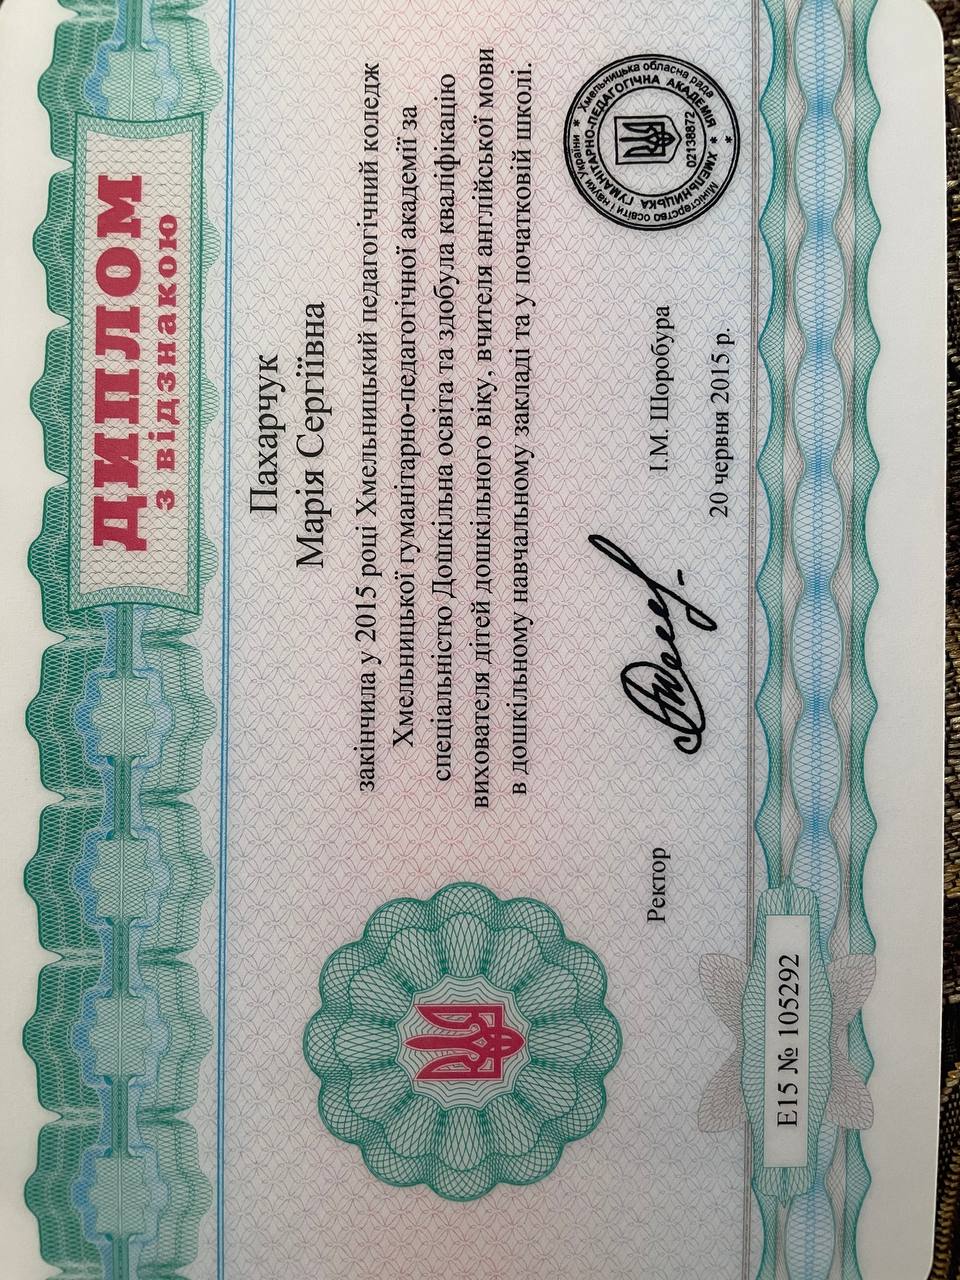 ДИПЛОМ
з відзнакою
Пахарчук
Марія Сергіївна
закінчила у 2015 році Хмельницький педагогічний коледж
Хмельницької гуманітарно-педагогічної академії за
спеціальністю Дошкільна освіта та здобула кваліфікацію
вихователя дітей дошкільного віку, вчителя англійської мови
в дошкільному навчальному закладі та у початковій школі.
Ректор
І.М. Шоробура
20 червня 2015 р.
Міністерство освіти і науки України * Хмельницька обласна рада *
ХМЕЛЬНИЦЬКА ГУМАНІТАРНО-ПЕДАГОГІЧНА АКАДЕМІЯ *
02138872
Е15 № 105292